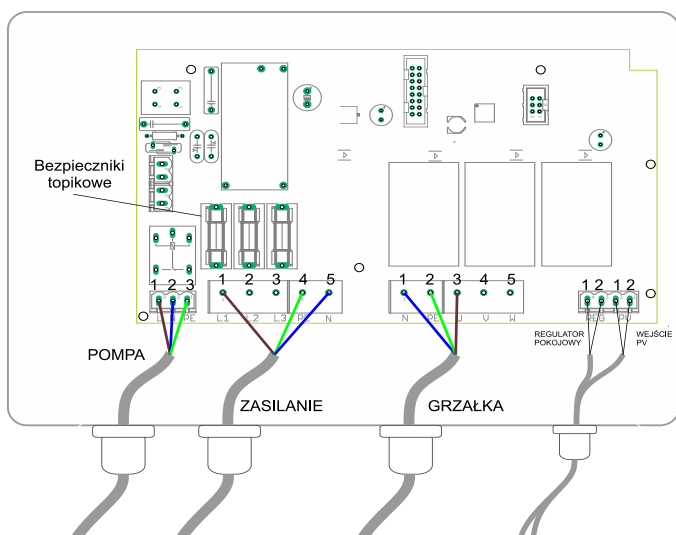 Bezpieczniki
topikowe
1 2 3
L N PE
POMPA
1 2 3 4 5
L1 L2 L3 PE N
ZASILANIE
1 2 3 4 5
N PE U V W
GRZAŁKA
1 2 1 2
REG PV
REGULATOR
POKOJOWY
WEJŚCIE
PV